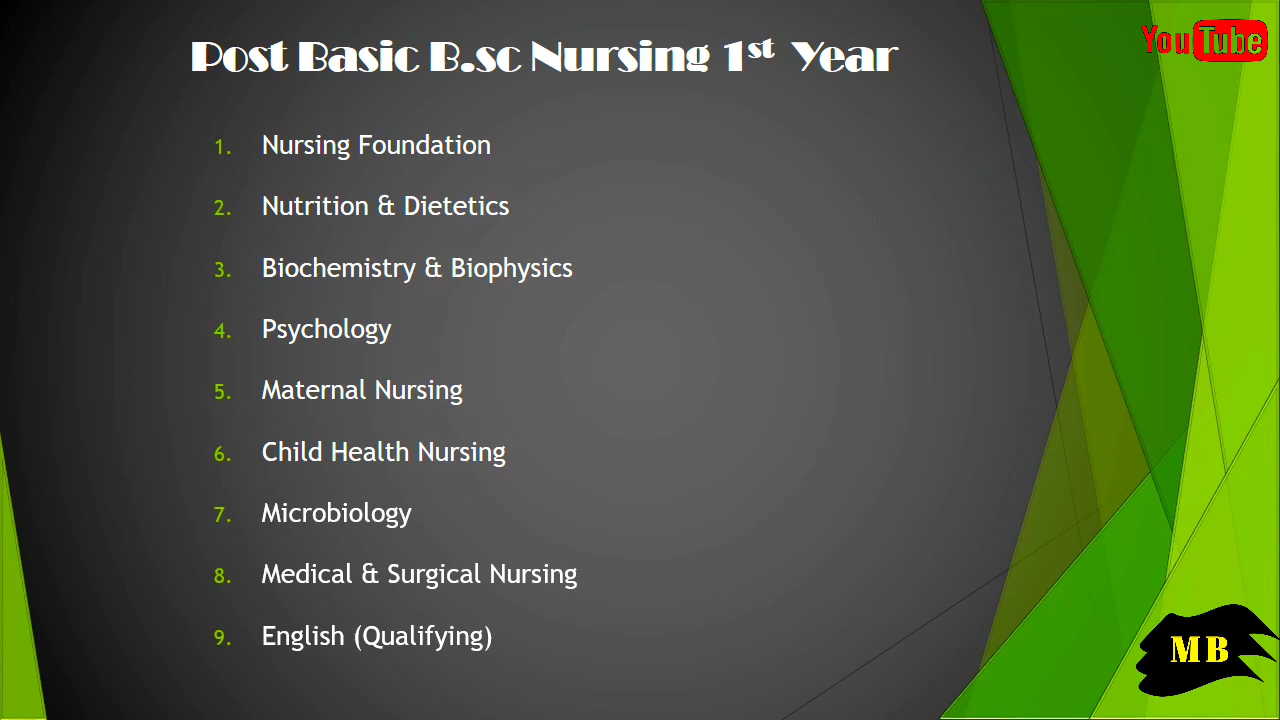 Post Basic B.sc Nursing 1st Year
YouTube
1. Nursing Foundation
2. Nutrition & Dietetics
3. Biochemistry & Biophysics
4. Psychology
5. Maternal Nursing
6. Child Health Nursing
7. Microbiology
8. Medical & Surgical Nursing
9. English (Qualifying)
MB